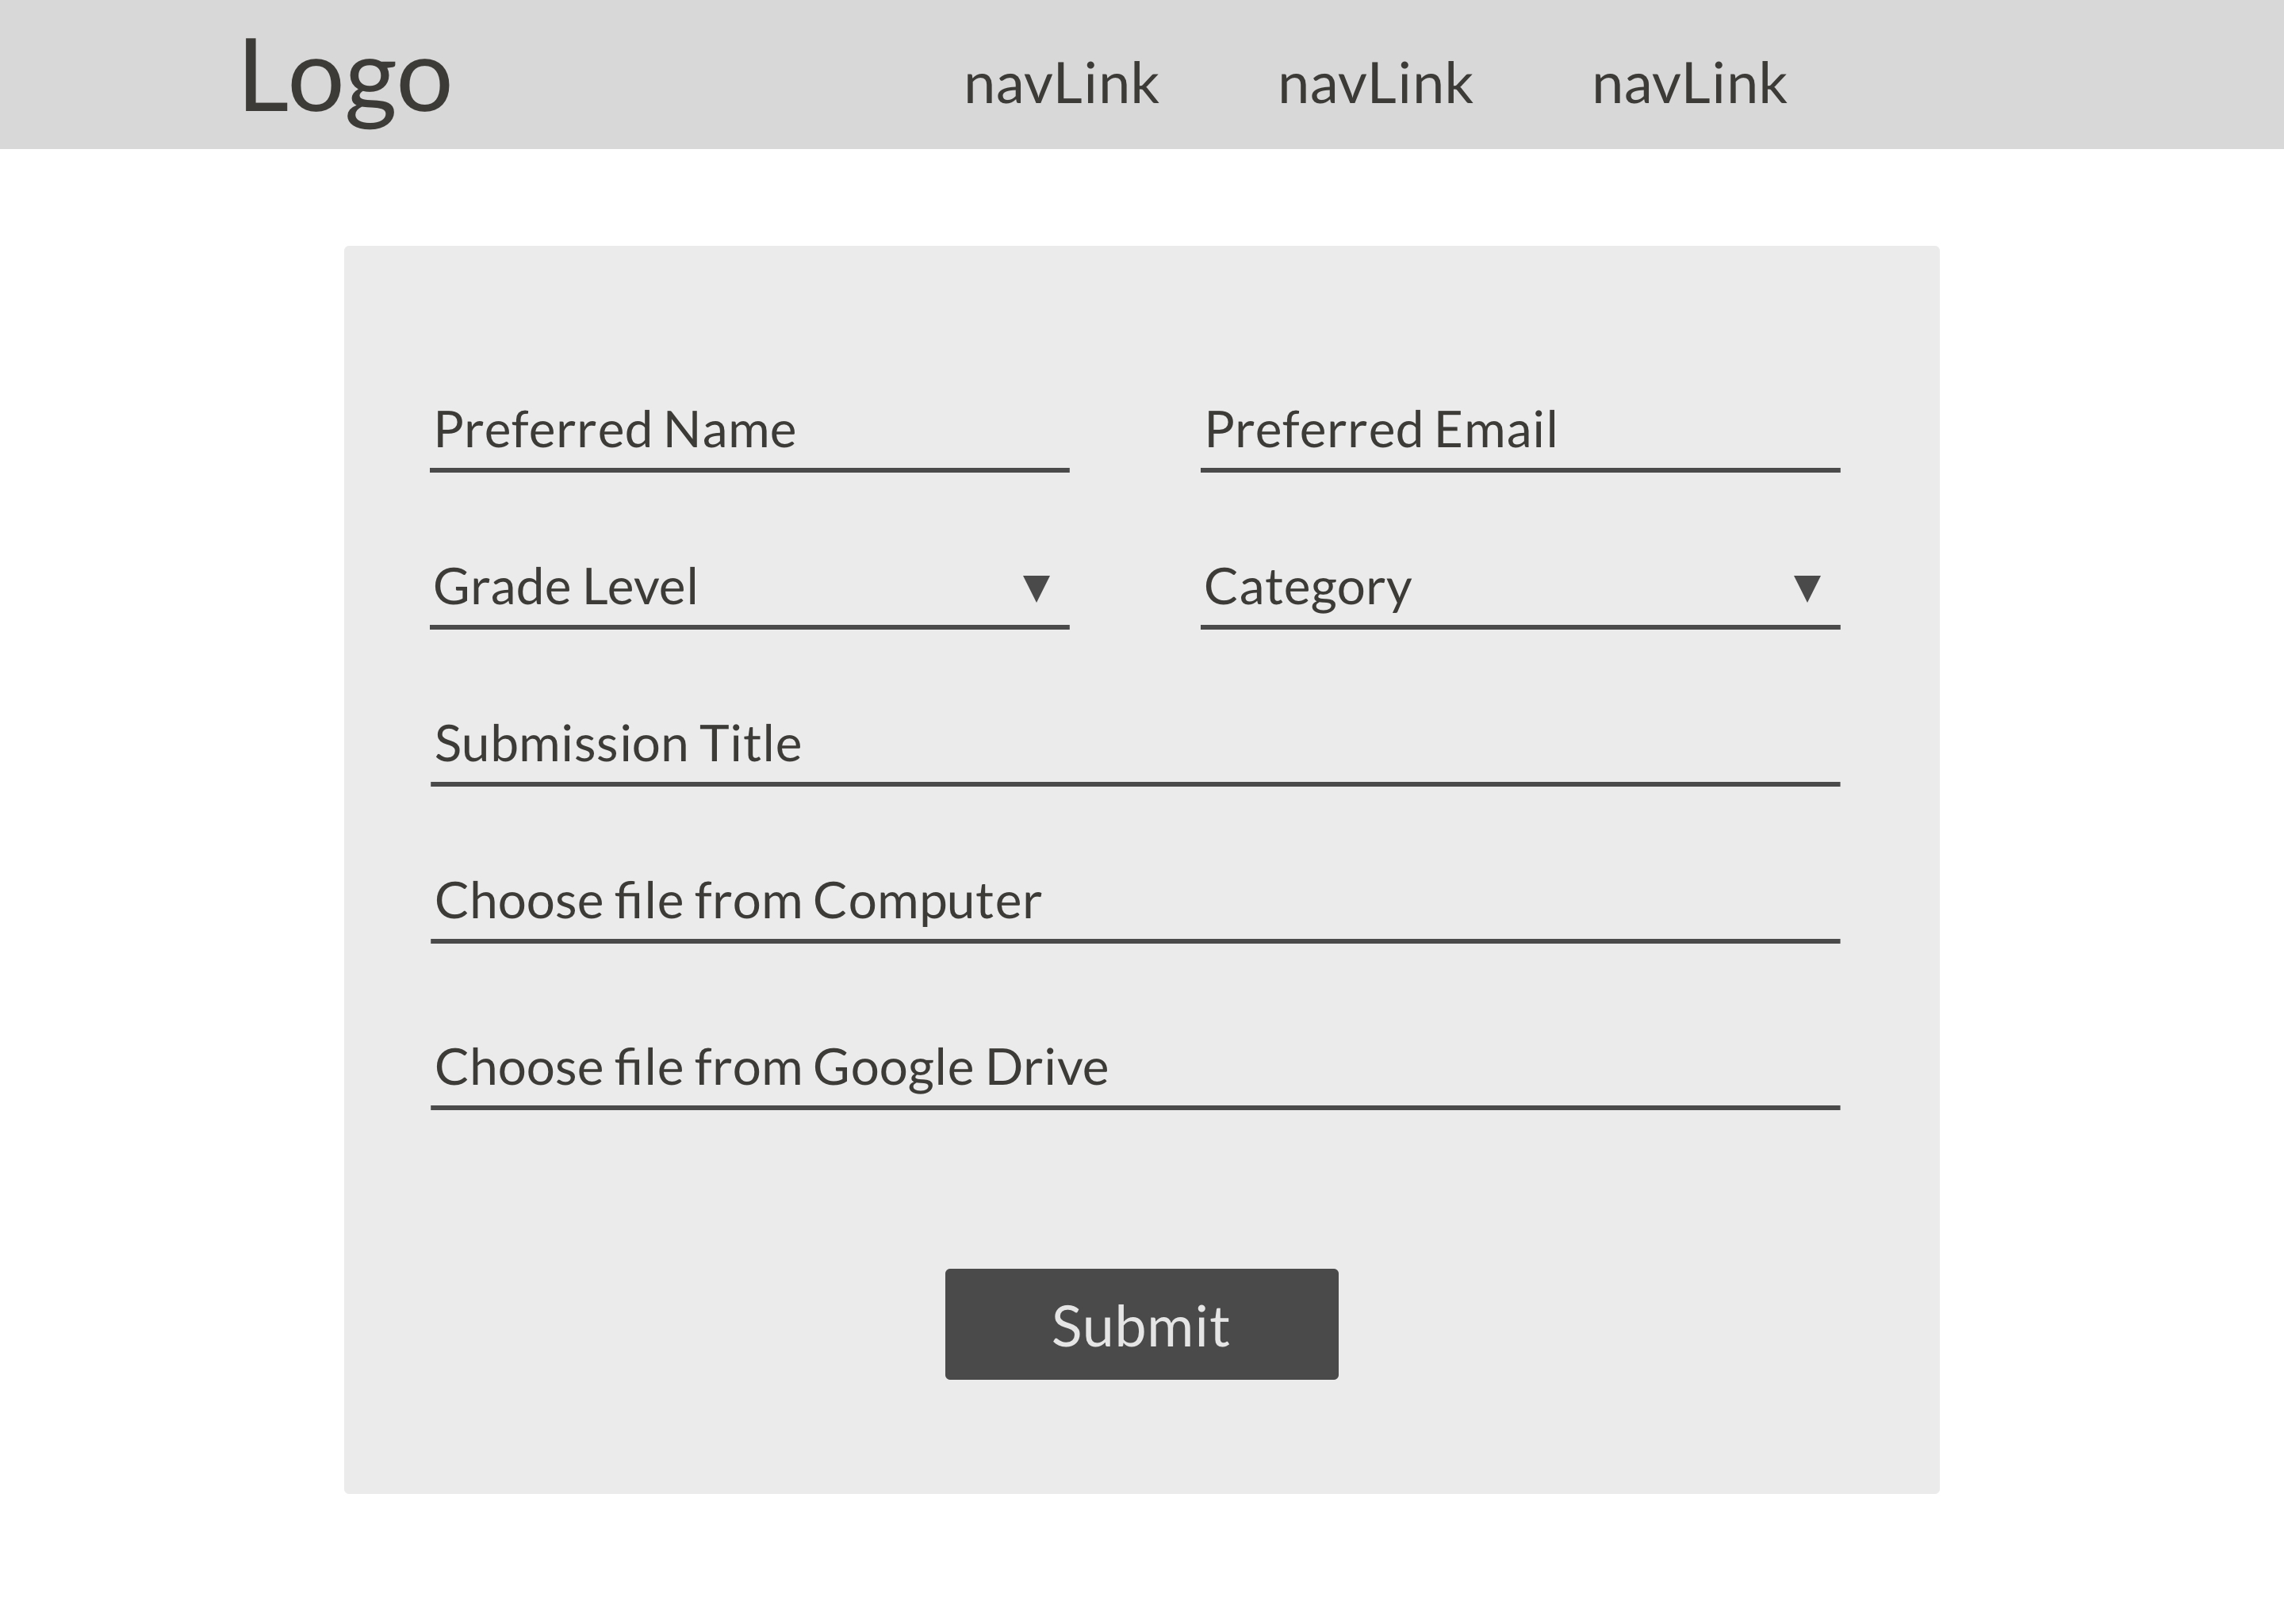 Logo navLink navLink navLink
Preferred Name Preferred Email
Grade Level ▼ Category ▼
Submission Title
Choose file from Computer
Choose file from Google Drive
Submit